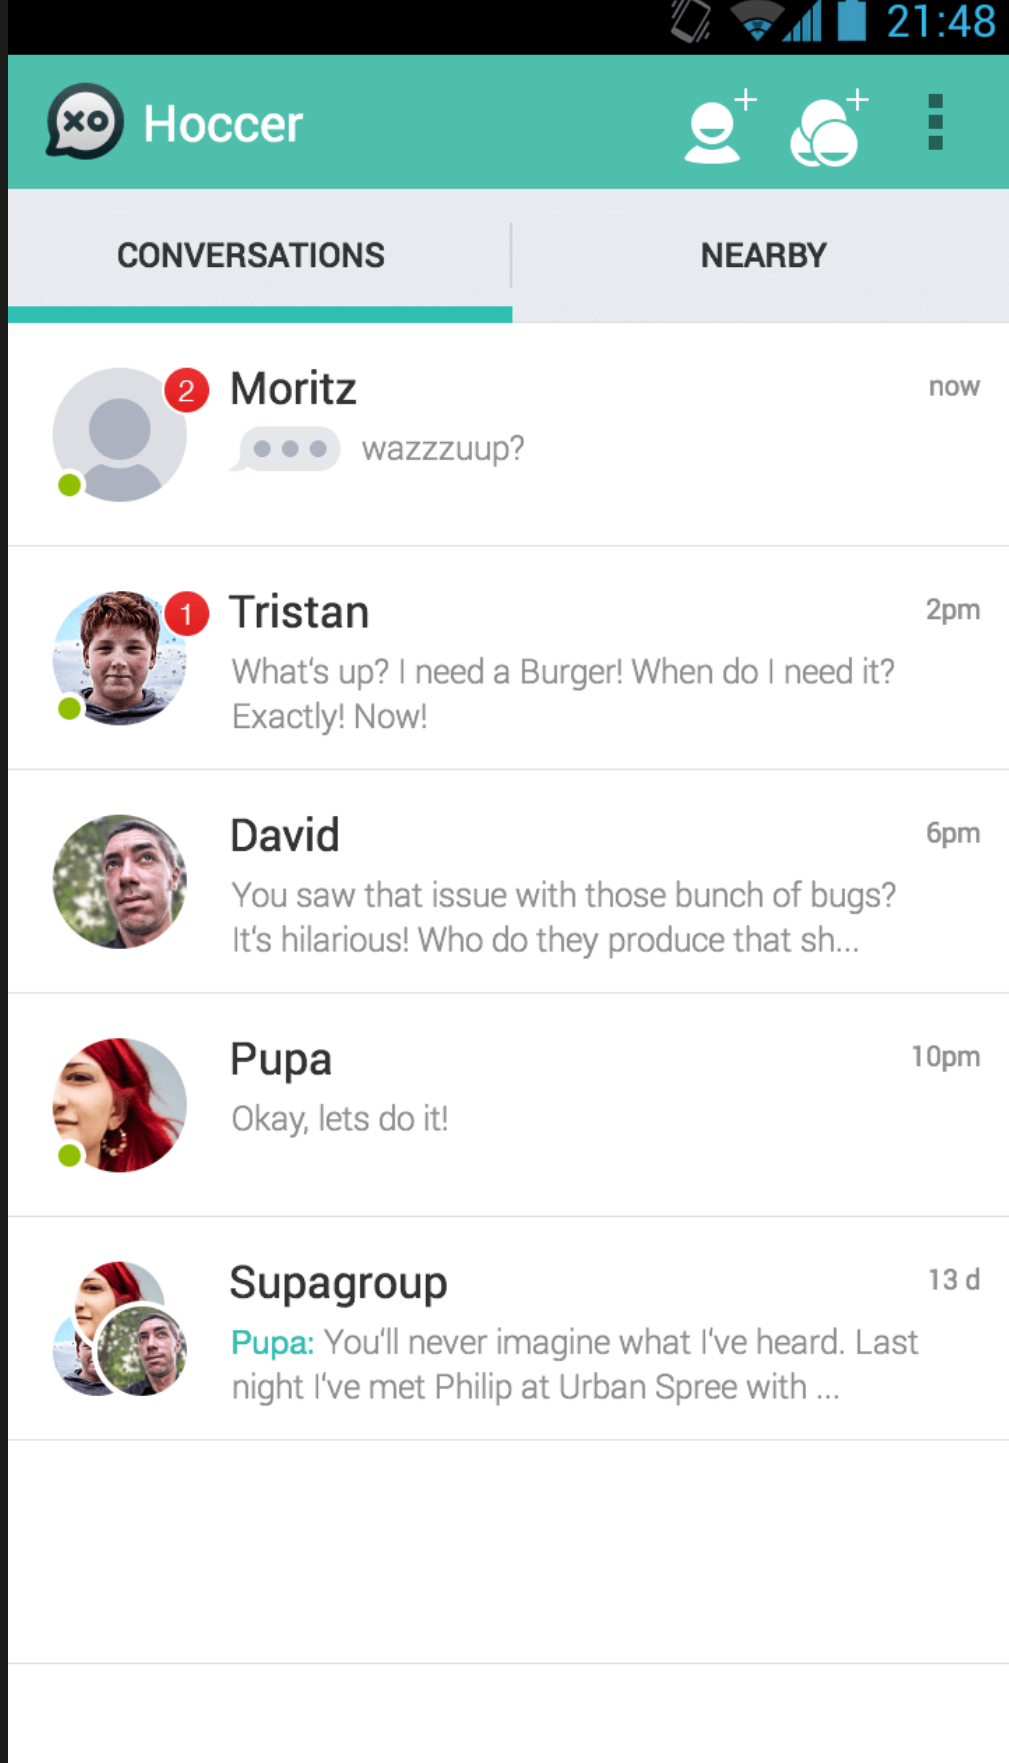 21:48
XO Hoccer
CONVERSATIONS NEARBY
2 Moritz now
wazzzuup?
1 Tristan 2pm
What's up? I need a Burger! When do I need it?
Exactly! Now!
David 6pm
You saw that issue with those bunch of bugs?
It's hilarious! Who do they produce that sh...
Pupa 10pm
Okay, lets do it!
Supagroup 13 d
Pupa: You'll never imagine what I've heard. Last
night I've met Philip at Urban Spree with ...